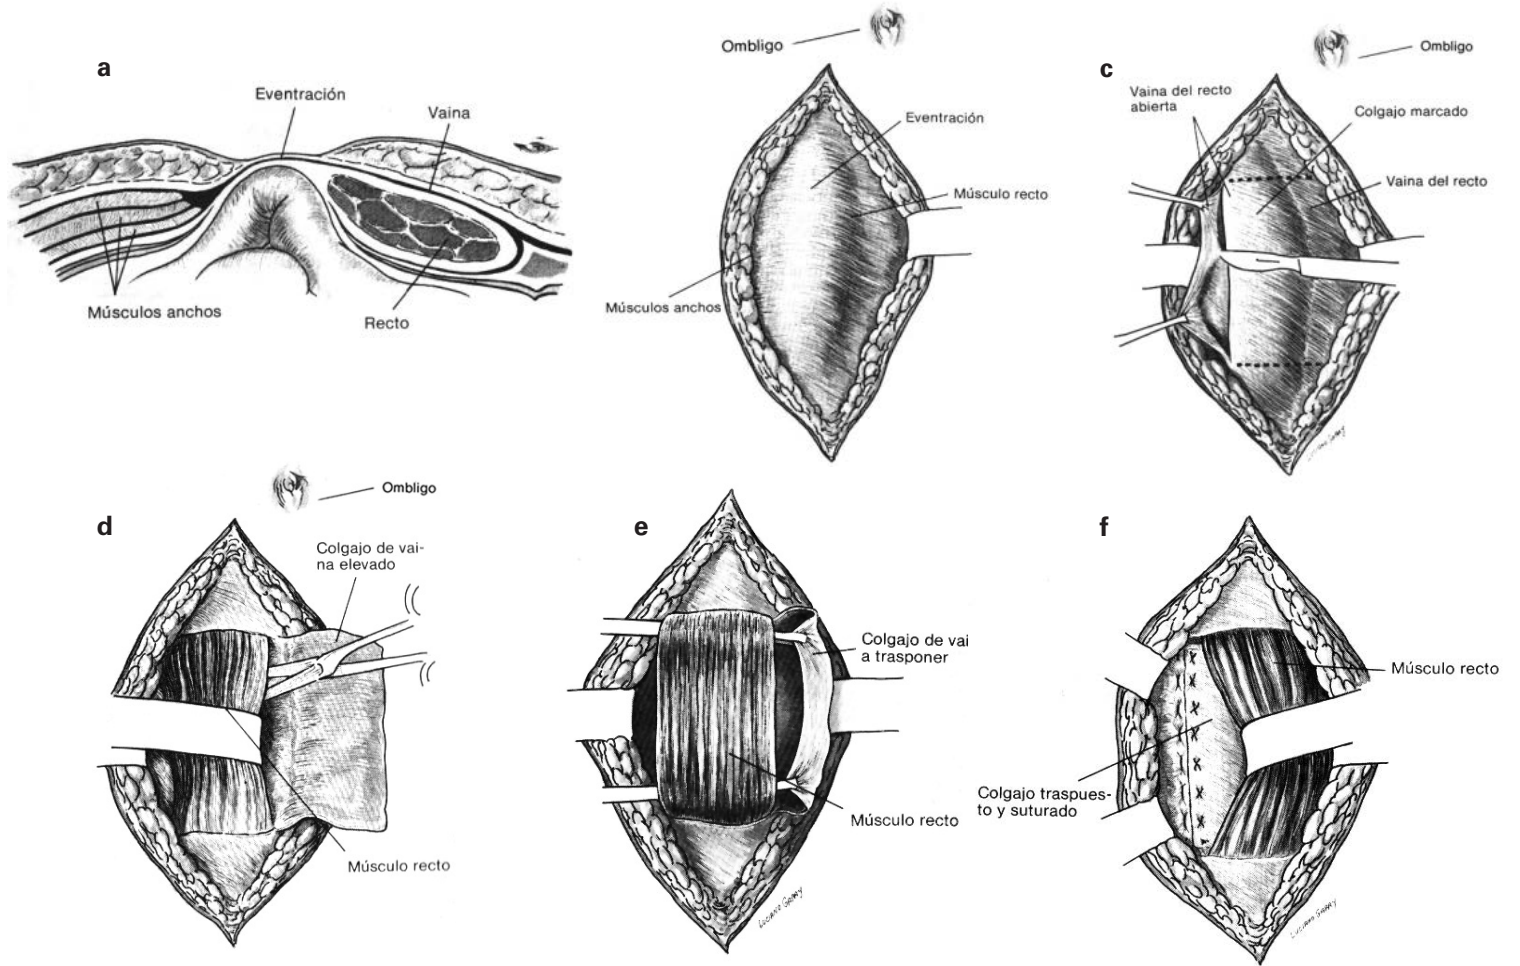 a
Eventración
Vaina
Músculos anchos
Recto
Ombligo
Eventración
Músculo recto
Músculos anchos
c
Ombligo
Vaina del recto
abierta
Colgajo marcado
Vaina del recto
d
Ombligo
Colgajo de vai-
na elevado
Músculo recto
e
Colgajo de vai
a trasponer
Músculo recto
LUCIANO GARAY
f
Músculo recto
Colgajo traspues-
to y suturado